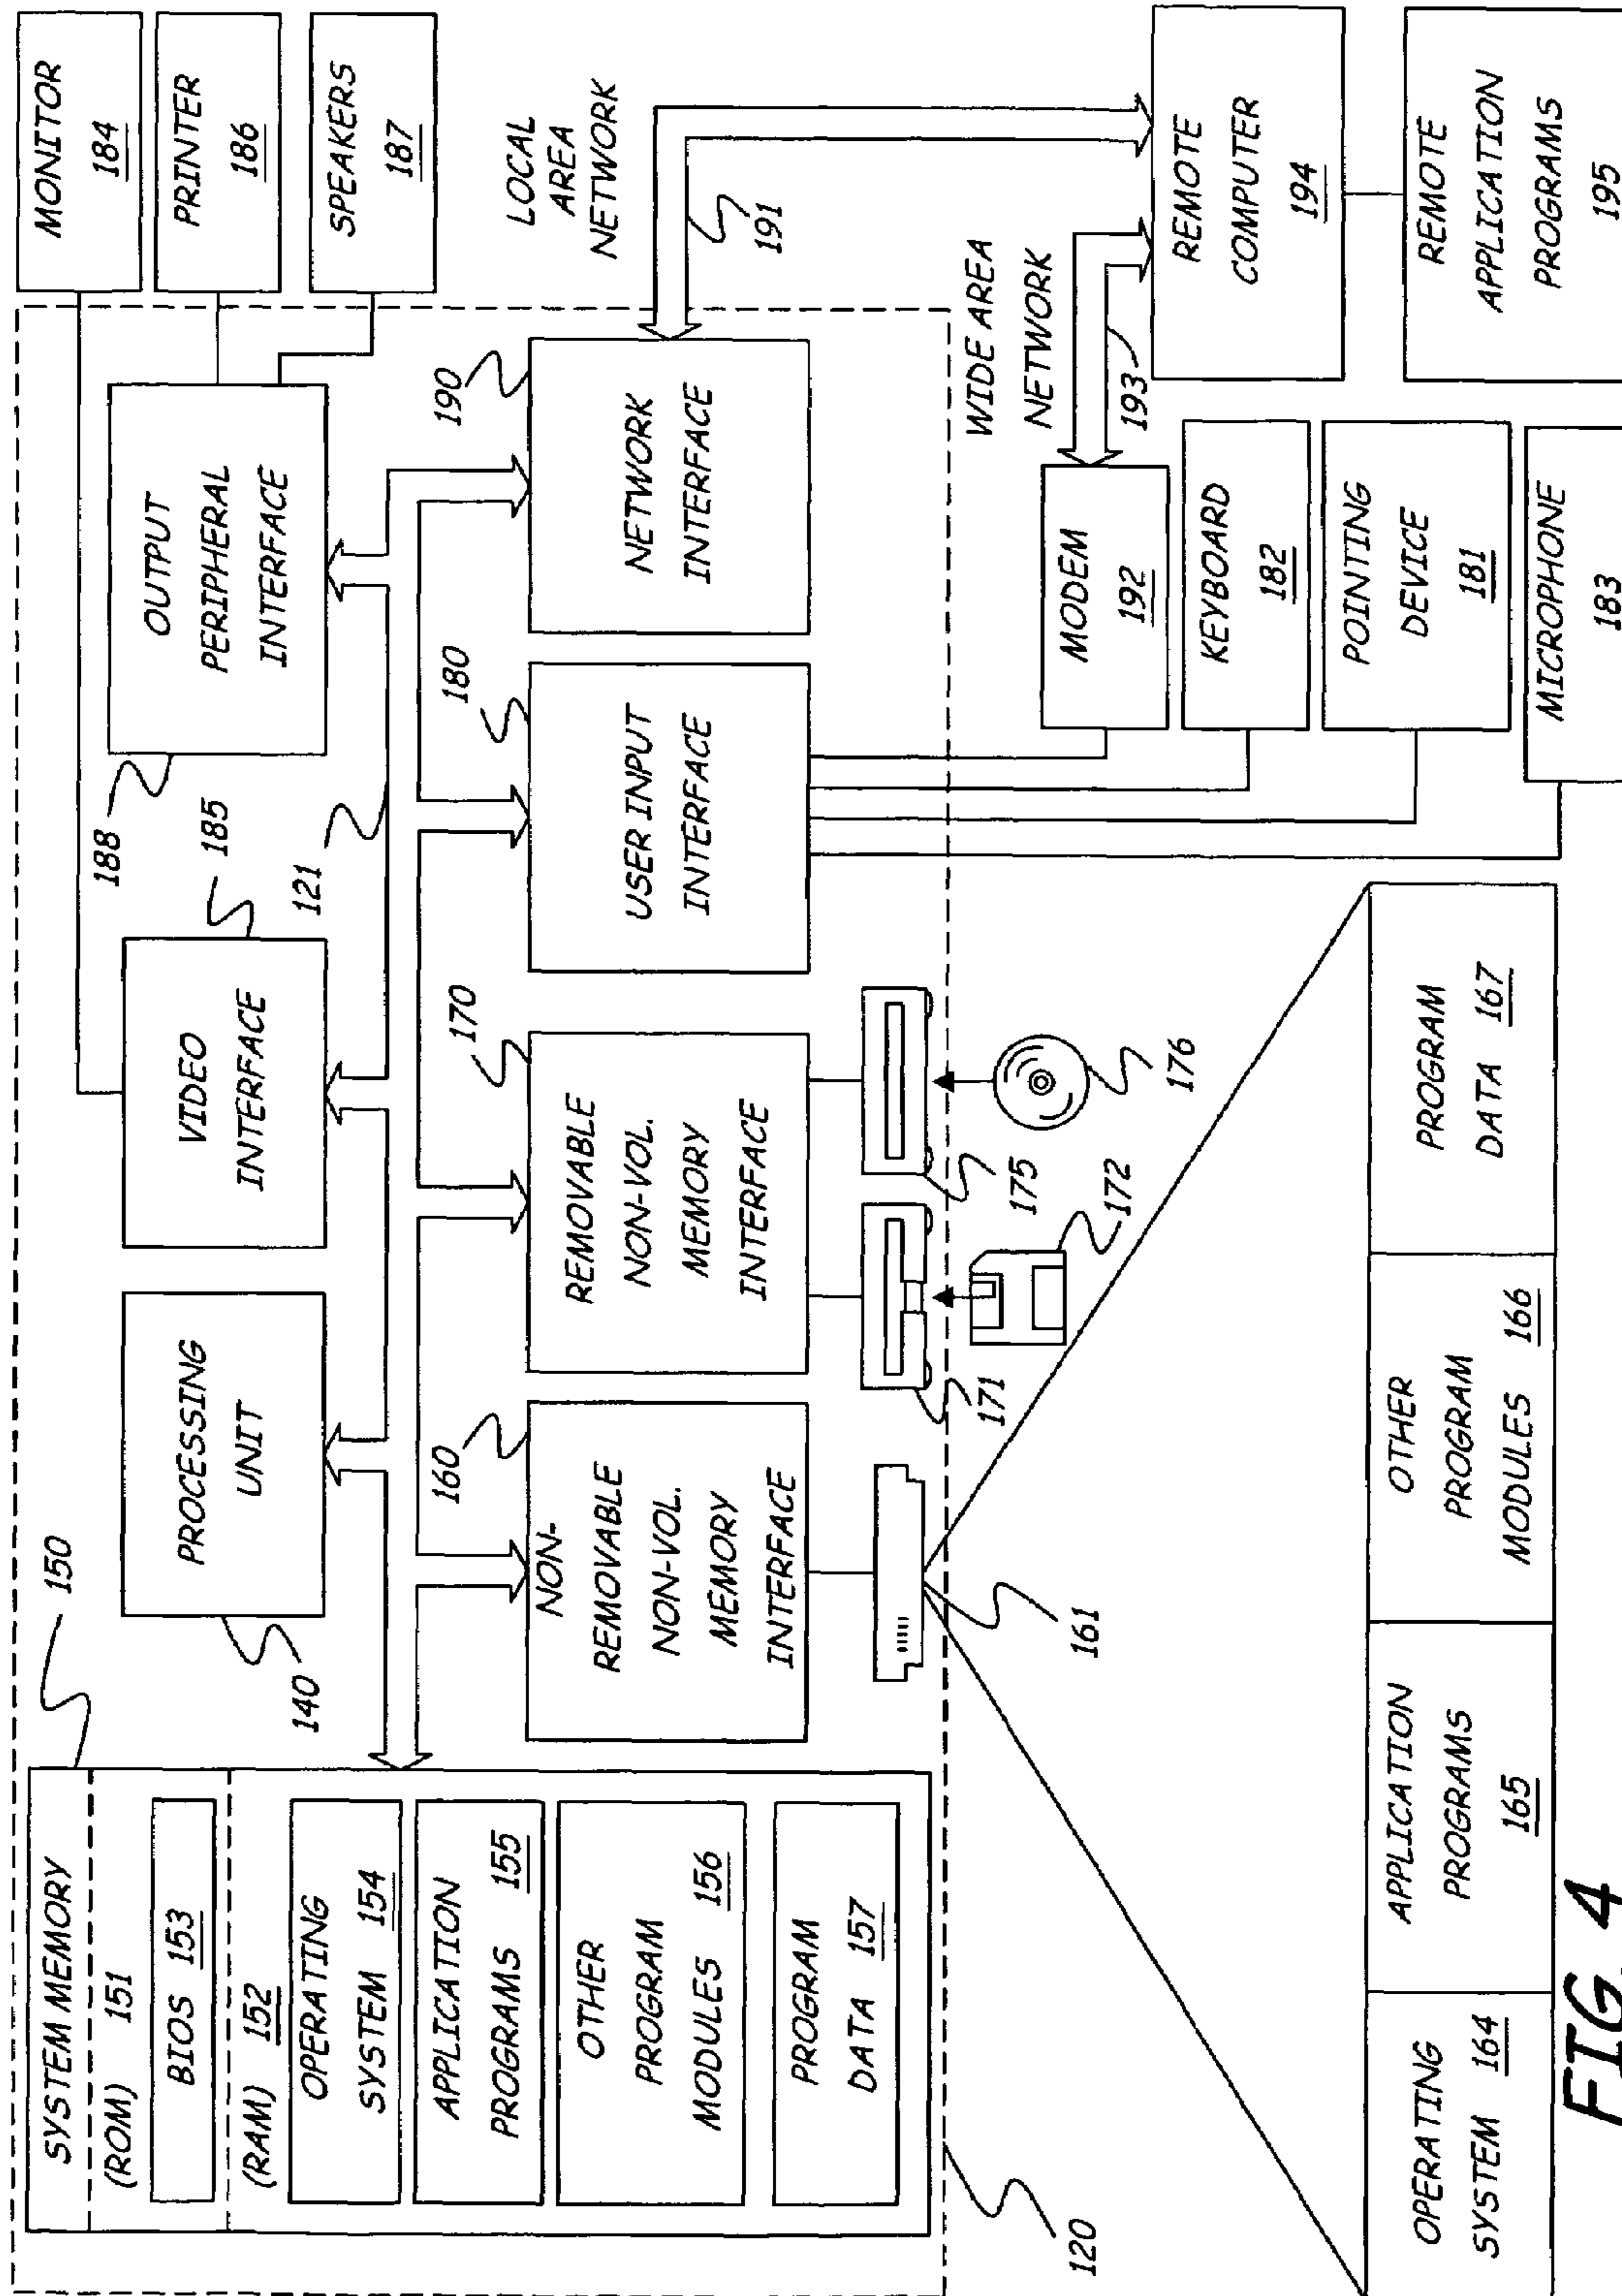 SYSTEM MEMORY
(ROM) 151
BIOS 153
(RAM) 152
OPERATING
SYSTEM 154
APPLICATION
PROGRAMS 155
OTHER
PROGRAM
MODULES 156
PROGRAM
DATA 157
150
140
PROCESSING
UNIT
VIDEO
INTERFACE
188
185
121
OUTPUT
PERIPHERAL
INTERFACE
MONITOR
184
PRINTER
186
SPEAKERS
187
160
NON-
REMOVABLE
NON-VOL.
MEMORY
INTERFACE
170
REMOVABLE
NON-VOL.
MEMORY
INTERFACE
180
USER INPUT
INTERFACE
190
NETWORK
INTERFACE
LOCAL
AREA
NETWORK
191
120
161
171
172
175
176
WIDE AREA
NETWORK
193
MODEM
192
KEYBOARD
182
POINTING
DEVICE
181
MICROPHONE
183
REMOTE
COMPUTER
194
REMOTE
APPLICATION
PROGRAMS
195
OPERATING
SYSTEM 164
APPLICATION
PROGRAMS
165
OTHER
PROGRAM
MODULES 166
PROGRAM
DATA 167
FIG. 4